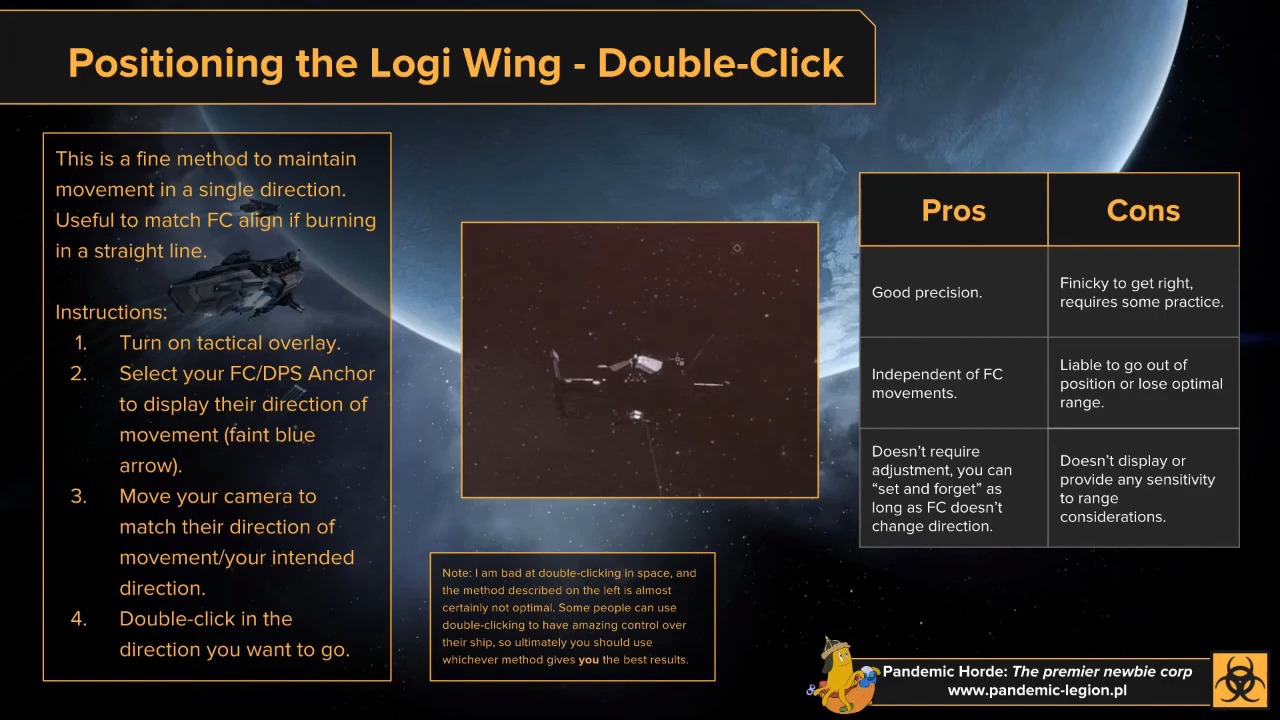 Positioning the Logi Wing - Double-Click
This is a fine method to maintain
movement in a single direction.
Useful to match FC align if burning
in a straight line.
Instructions:
1. Turn on tactical overlay.
2. Select your FC/DPS Anchor
to display their direction of
movement (faint blue
arrow).
3. Move your camera to
match their direction of
movement/your intended
direction.
4. Double-click in the
direction you want to go.
Note: I am bad at double-clicking in space, and
the method described on the left is almost
certainly not optimal. Some people can use
double-clicking to have amazing control over
their ship, so ultimately you should use
whichever method gives you the best results.
Pros
Cons
Good precision.
Finicky to get right,
requires some practice.
Independent of FC
movements.
Liable to go out of
position or lose optimal
range.
Doesn’t require
adjustment, you can
“set and forget” as
long as FC doesn’t
change direction.
Doesn’t display or
provide any sensitivity
to range
considerations.
Pandemic Horde: The premier newbie corp
www.pandemic-legion.pl